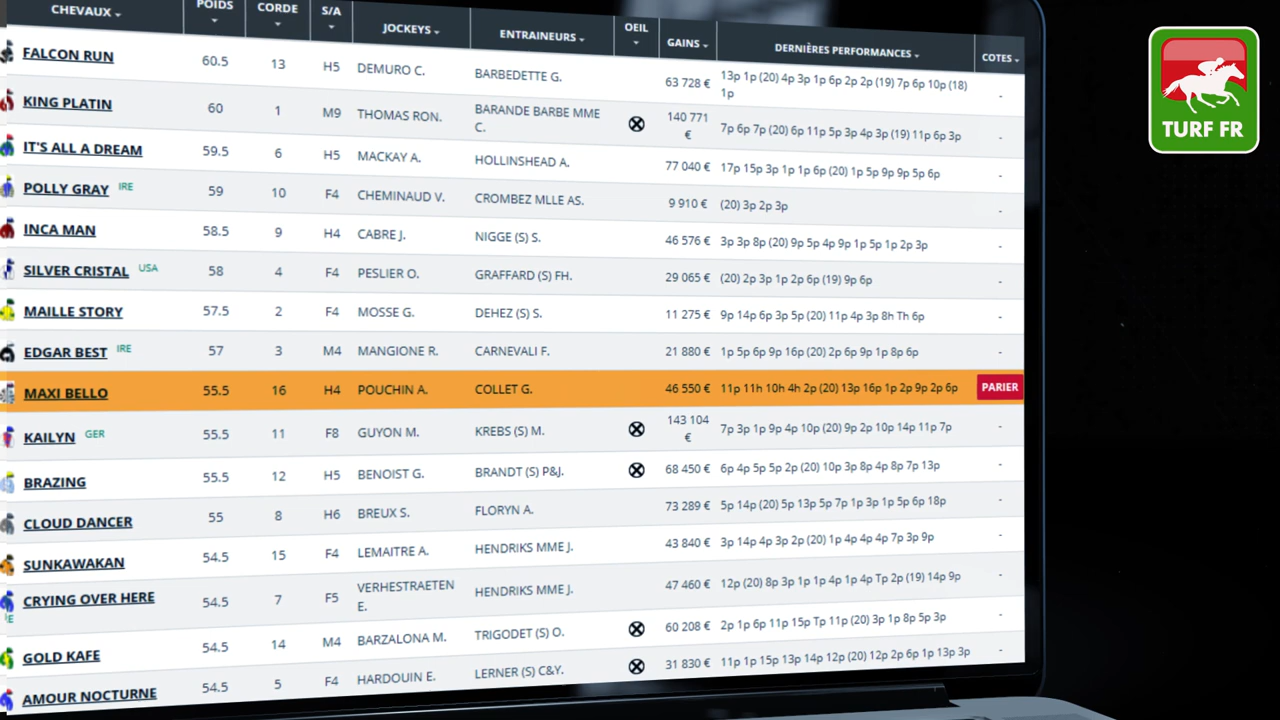 CHEVAUX POIDS CORDE S/A JOCKEYS ENTRAINEURS OEIL GAINS DERNIÈRES PERFORMANCES COTES
FALCON RUN 60.5 13 H5 DEMURO C. BARBEDETTE G. 63 728 € 13p 1p (20) 4p 3p 1p 6p 2p 2p (19) 7p 6p 10p (18)
1p -
KING PLATIN 60 1 M9 THOMAS RON. BARANDE BARBE MME
C. 140 771
€ 7p 6p 7p (20) 6p 11p 5p 3p 4p 3p (19) 11p 6p 3p -
IT'S ALL A DREAM 59.5 6 H5 MACKAY A. HOLLINSHEAD A. 77 040 € 17p 15p 3p 1p 1p 6p (20) 1p 5p 9p 9p 5p 6p -
POLLY GRAY IRE 59 10 F4 CHEMINAUD V. CROMBEZ MLLE AS. 9 910 € (20) 3p 2p 3p -
INCA MAN 58.5 9 H4 CABRE J. NIGGE (S) S. 46 576 € 3p 3p 8p (20) 9p 5p 4p 9p 1p 5p 1p 2p 3p -
SILVER CRISTAL USA 58 4 F4 PESLIER O. GRAFFARD (S) FH. 29 065 € (20) 2p 3p 1p 2p 6p (19) 9p 6p -
MAILLE STORY 57.5 2 F4 MOSSE G. DEHEZ (S) S. 11 275 € 9p 14p 6p 3p 5p (20) 11p 4p 3p 8h Th 6p -
EDGAR BEST IRE 57 3 M4 MANGIONE R. CARNEVALI F. 21 880 € 1p 5p 6p 9p 16p (20) 2p 6p 9p 1p 8p 6p -
MAXI BELLO 55.5 16 H4 POUCHIN A. COLLET G. 46 550 € 11p 11h 10h 4h 2p (20) 13p 16p 1p 2p 9p 2p 6p PARIER
KAILYN GER 55.5 11 F8 GUYON M. KREBS (S) M. 143 104
€ 7p 3p 1p 9p 4p 10p (20) 9p 2p 10p 14p 11p 7p -
BRAZING 55.5 12 H5 BENOIST G. BRANDT (S) P&J. 68 450 € 6p 4p 5p 5p 2p (20) 10p 3p 8p 4p 8p 7p 13p -
CLOUD DANCER 55 8 H6 BREUX S. FLORYN A. 73 289 € 5p 14p (20) 5p 13p 5p 7p 1p 3p 1p 5p 6p 18p -
SUNKAWAKAN 54.5 15 F4 LEMAITRE A. HENDRIKS MME J. 43 840 € 3p 14p 4p 3p 2p (20) 1p 4p 4p 4p 7p 3p 9p -
CRYING OVER HERE 54.5 7 F5 VERHESTRAETEN
E. HENDRIKS MME J. 47 460 € 12p (20) 8p 3p 1p 1p 4p 1p 4p Tp 2p (19) 14p 9p -
GOLD KAFE 54.5 14 M4 BARZALONA M. TRIGODET (S) O. 60 208 € 2p 1p 6p 11p 15p Tp 11p (20) 3p 1p 8p 5p 3p -
AMOUR NOCTURNE 54.5 5 F4 HARDOUIN E. LERNER (S) C&Y. 31 830 € 11p 1p 15p 13p 14p 12p (20) 12p 2p 6p 1p 13p 3p -
TURF FR